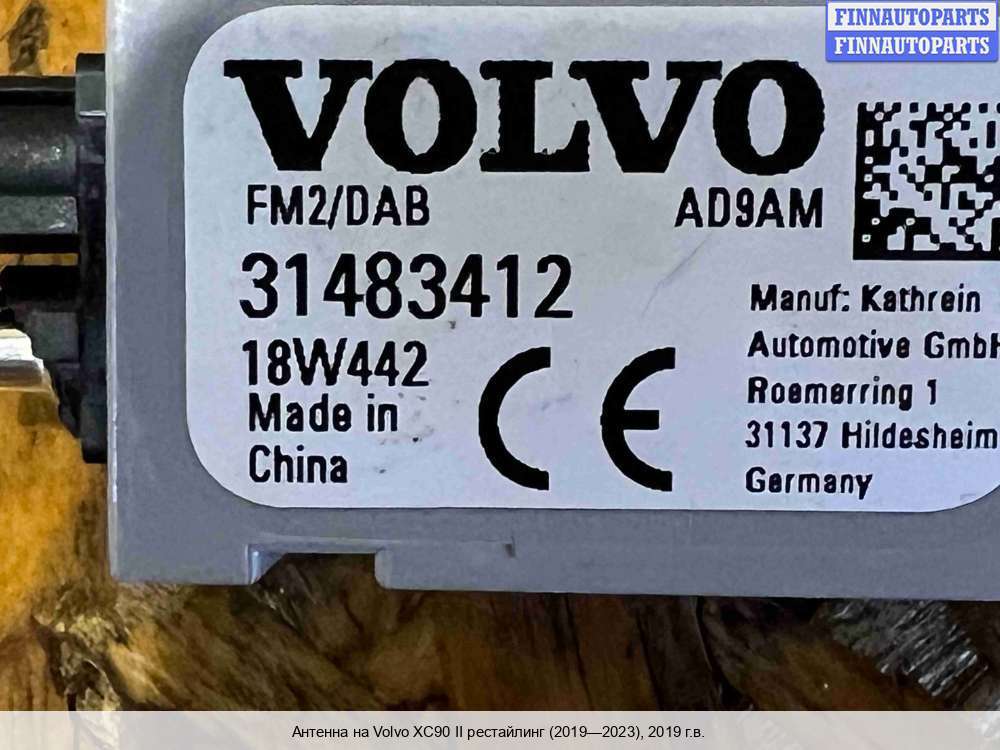 FINNAUTOPARTS
FINNAUTOPARTS
VOLVO
FM2/DAB AD9AM
31483412
18W442
Made in
China
CE
Manuf: Kathrein
Automotive GmbH
Roemerring 1
31137 Hildesheim
Germany
Антенна на Volvo XC90 II рестайлинг (2019—2023), 2019 г.в.